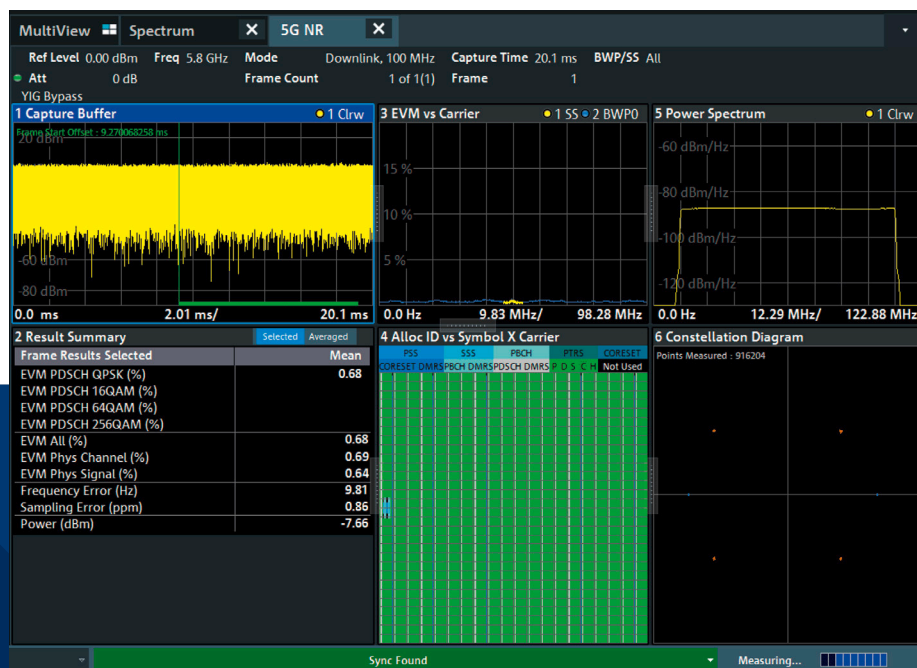 MultiView Spectrum X 5G NR X
Ref Level 0.00 dBm Freq 5.8 GHz Mode Downlink, 100 MHz Capture Time 20.1 ms BWP/SS All
Att 0 dB Frame Count 1 of 1(1) Frame 1
YIG Bypass
1 Capture Buffer 1 Clrw
Frame Start Offset : 9.270068258 ms
20 dBm
-60 dBm
-80 dBm
0.0 ms 2.01 ms/ 20.1 ms
3 EVM vs Carrier 1 SS 2 BWP0
15 %
10 %
5 %
0.0 Hz 9.83 MHz/ 98.28 MHz
5 Power Spectrum 1 Clrw
-60 dBm/Hz
-80 dBm/Hz
-100 dBm/Hz
-120 dBm/Hz
0.0 Hz 12.29 MHz/ 122.88 MHz
2 Result Summary Selected Averaged
Frame Results Selected Mean
EVM PDSCH QPSK (%) 0.68
EVM PDSCH 16QAM (%)
EVM PDSCH 64QAM (%)
EVM PDSCH 256QAM (%)
EVM All (%) 0.68
EVM Phys Channel (%) 0.69
EVM Phys Signal (%) 0.64
Frequency Error (Hz) 9.81
Sampling Error (ppm) 0.86
Power (dBm) -7.66
4 Alloc ID vs Symbol X Carrier
PSS SSS PBCH PTRS CORESET
CORESET DMRS PBCH DMRS PDSCH DMRS P D S C H Not Used
6 Constellation Diagram
Points Measured : 916204
Sync Found Measuring...